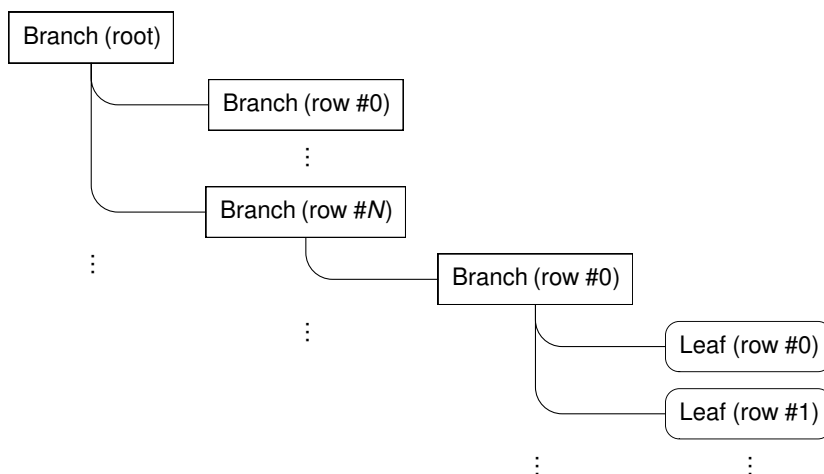 Branch (root)
Branch (row #0)
⋮
Branch (row #N)
⋮
Branch (row #0)
⋮
Leaf (row #0)
Leaf (row #1)
⋮ ⋮